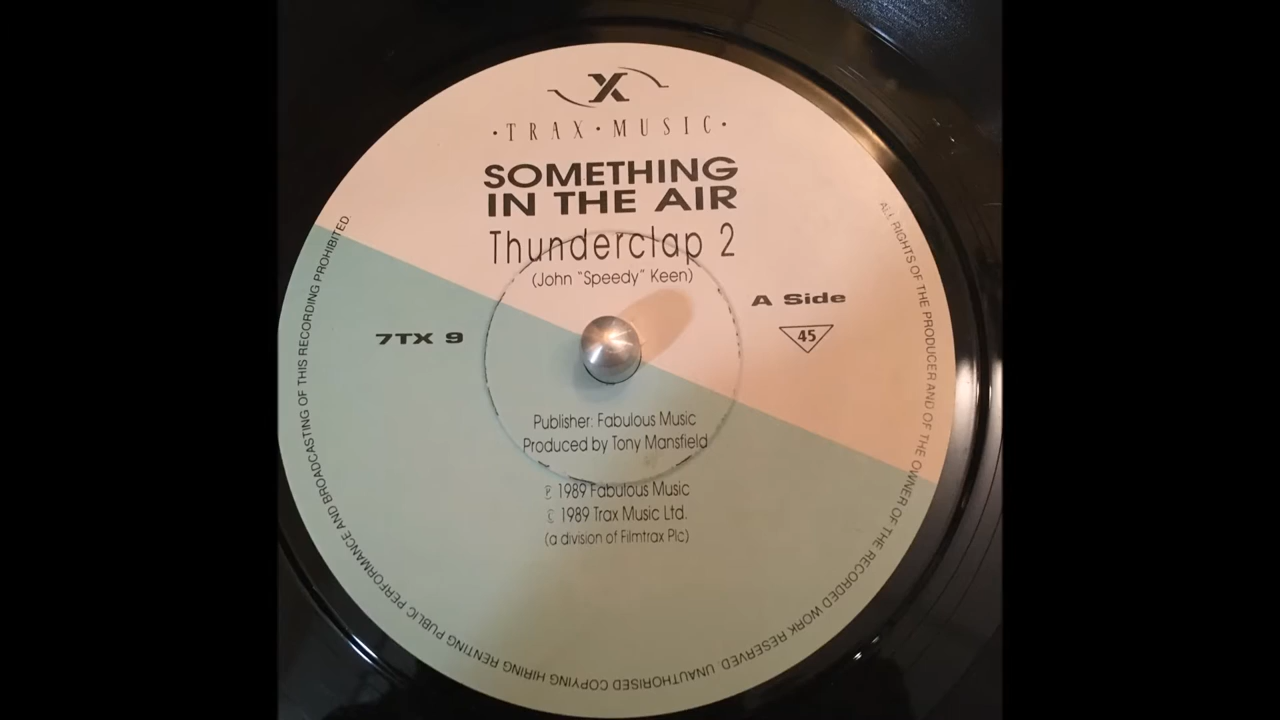 X
·TRAX·MUSIC·
SOMETHING
IN THE AIR
Thunderclap 2
(John "Speedy" Keen)
A Side
7TX 9
45
Publisher: Fabulous Music
Produced by Tony Mansfield
℗ 1989 Fabulous Music
© 1989 Trax Music Ltd.
(a division of Filmtrax Plc)
ALL RIGHTS OF THE PRODUCER AND OF THE OWNER OF THE RECORDED WORK RESERVED. UNAUTHORISED COPYING HIRING RENTING PUBLIC PERFORMANCE AND BROADCASTING OF THIS RECORDING PROHIBITED.